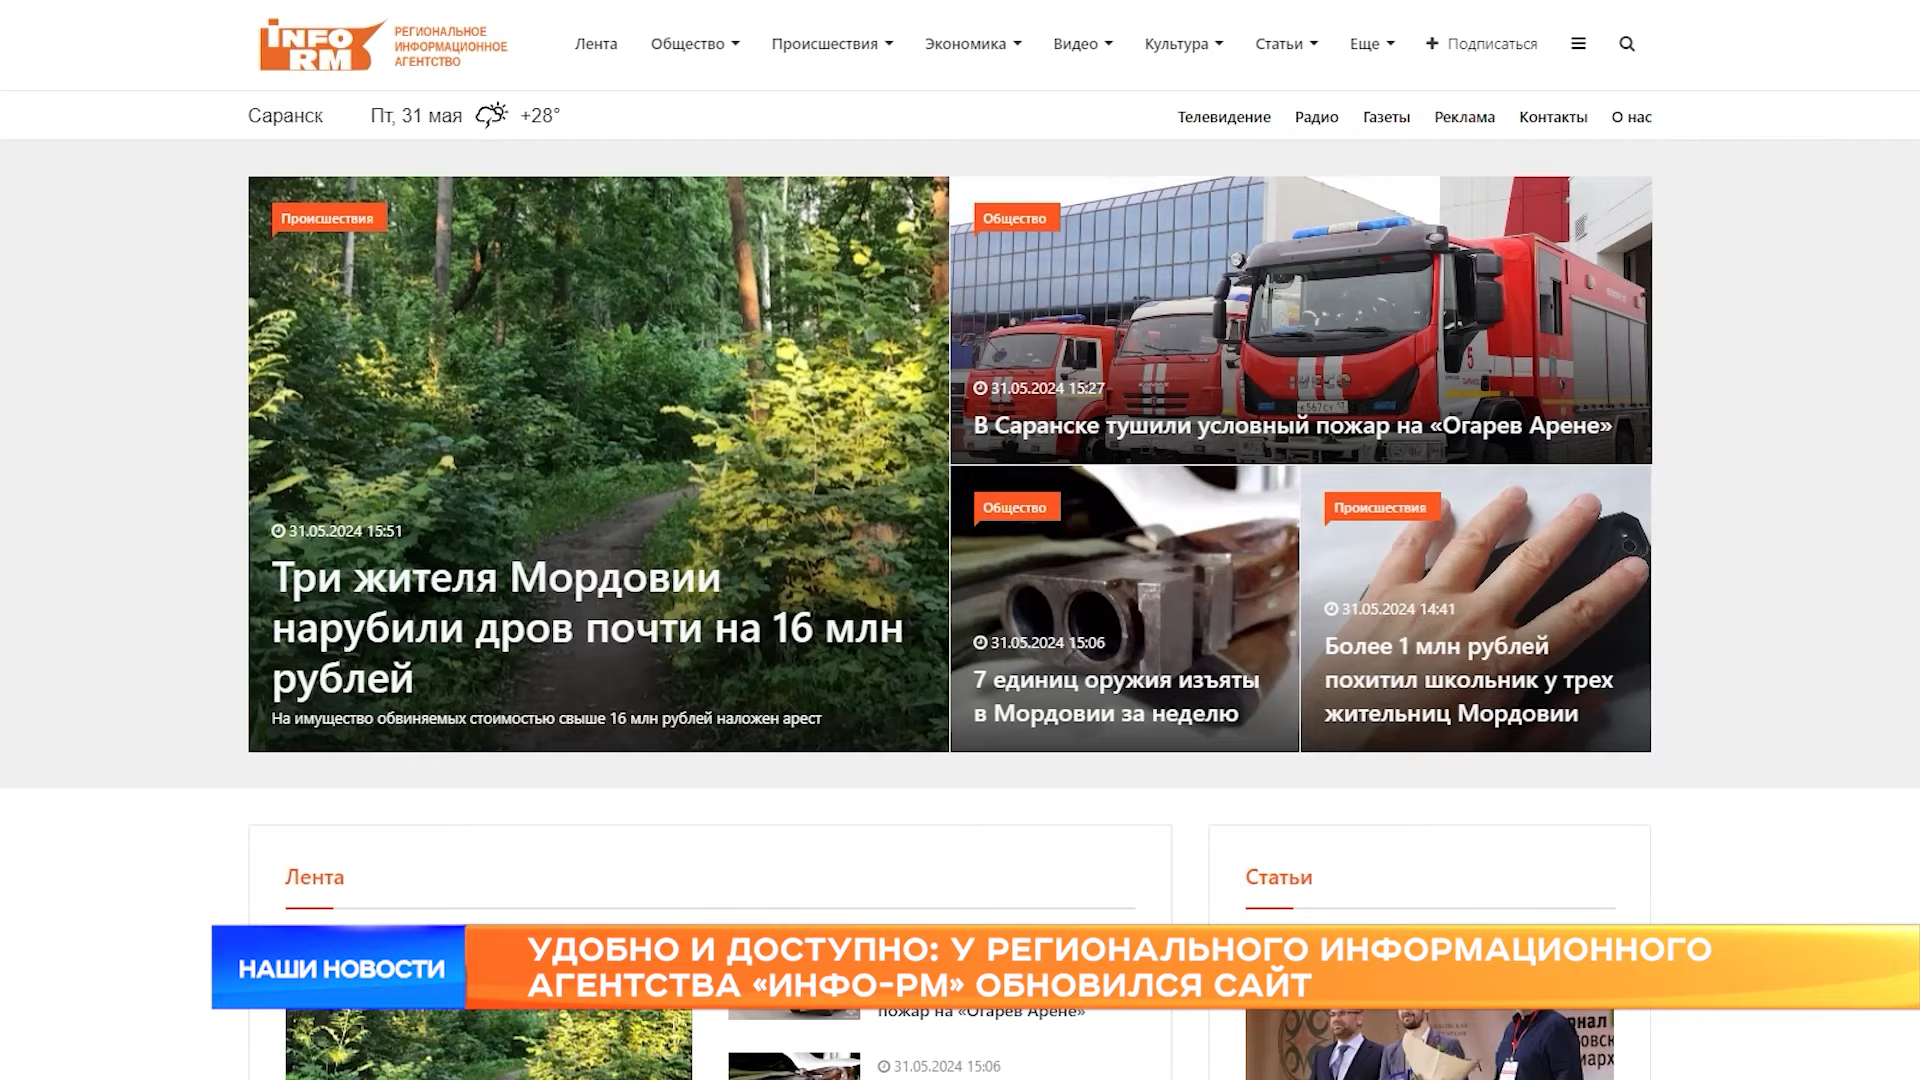 INFO
RM
РЕГИОНАЛЬНОЕ
ИНФОРМАЦИОННОЕ
АГЕНТСТВО
Лента
Общество
Происшествия
Экономика
Видео
Культура
Статьи
Еще
Подписаться
Саранск
Пт, 31 мая
+28°
Телевидение
Радио
Газеты
Реклама
Контакты
О нас
Происшествия
31.05.2024 15:51
Три жителя Мордовии
нарубили дров почти на 16 млн
рублей
На имущество обвиняемых стоимостью свыше 16 млн рублей наложен арест
Общество
31.05.2024 15:27
В Саранске тушили условный пожар на «Огарев Арене»
Общество
31.05.2024 15:06
7 единиц оружия изъяты
в Мордовии за неделю
Происшествия
31.05.2024 14:41
Более 1 млн рублей
похитил школьник у трех
жительниц Мордовии
Лента
Статьи
НАШИ НОВОСТИ
УДОБНО И ДОСТУПНО: У РЕГИОНАЛЬНОГО ИНФОРМАЦИОННОГО
АГЕНТСТВА «ИНФО-РМ» ОБНОВИЛСЯ САЙТ
пожар на «Огарев Арене»
31.05.2024 15:06